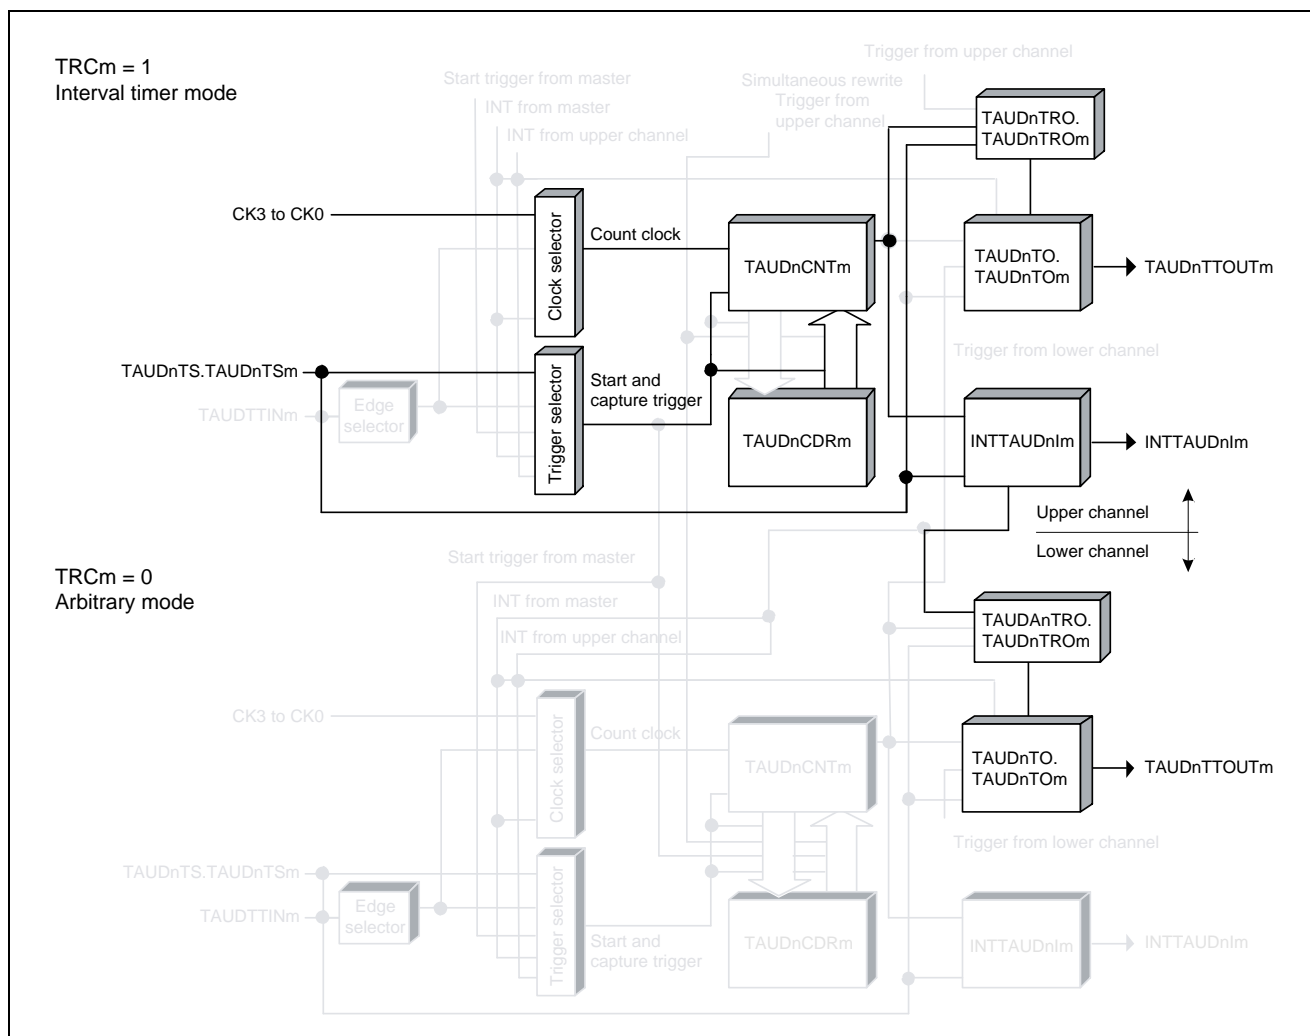 TRCm = 1
Interval timer mode
Trigger from upper channel
Start trigger from master
Simultaneous rewrite
Trigger from
upper channel
INT from master
INT from upper channel
TAUDnTRO.
TAUDnTROm
CK3 to CK0
Clock selector
Count clock
TAUDnCNTm
TAUDnTO.
TAUDnTOm
TAUDnTTOUTm
Trigger from lower channel
TAUDnTS.TAUDnTSm
TAUDTTINm
Edge
selector
Trigger selector
Start and
capture trigger
TAUDnCDRm
INTTAUDnIm
INTTAUDnIm
Upper channel
Lower channel
TRCm = 0
Arbitrary mode
Start trigger from master
INT from master
INT from upper channel
TAUDAnTRO.
TAUDnTROm
CK3 to CK0
Clock selector
Count clock
TAUDnCNTm
TAUDnTO.
TAUDnTOm
TAUDnTTOUTm
Trigger from lower channel
TAUDnTS.TAUDnTSm
TAUDTTINm
Edge
selector
Trigger selector
Start and
capture trigger
TAUDnCDRm
INTTAUDnIm
INTTAUDnIm